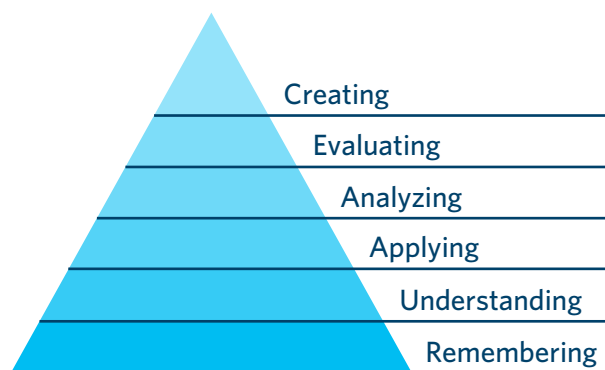 Creating
Evaluating
Analyzing
Applying
Understanding
Remembering